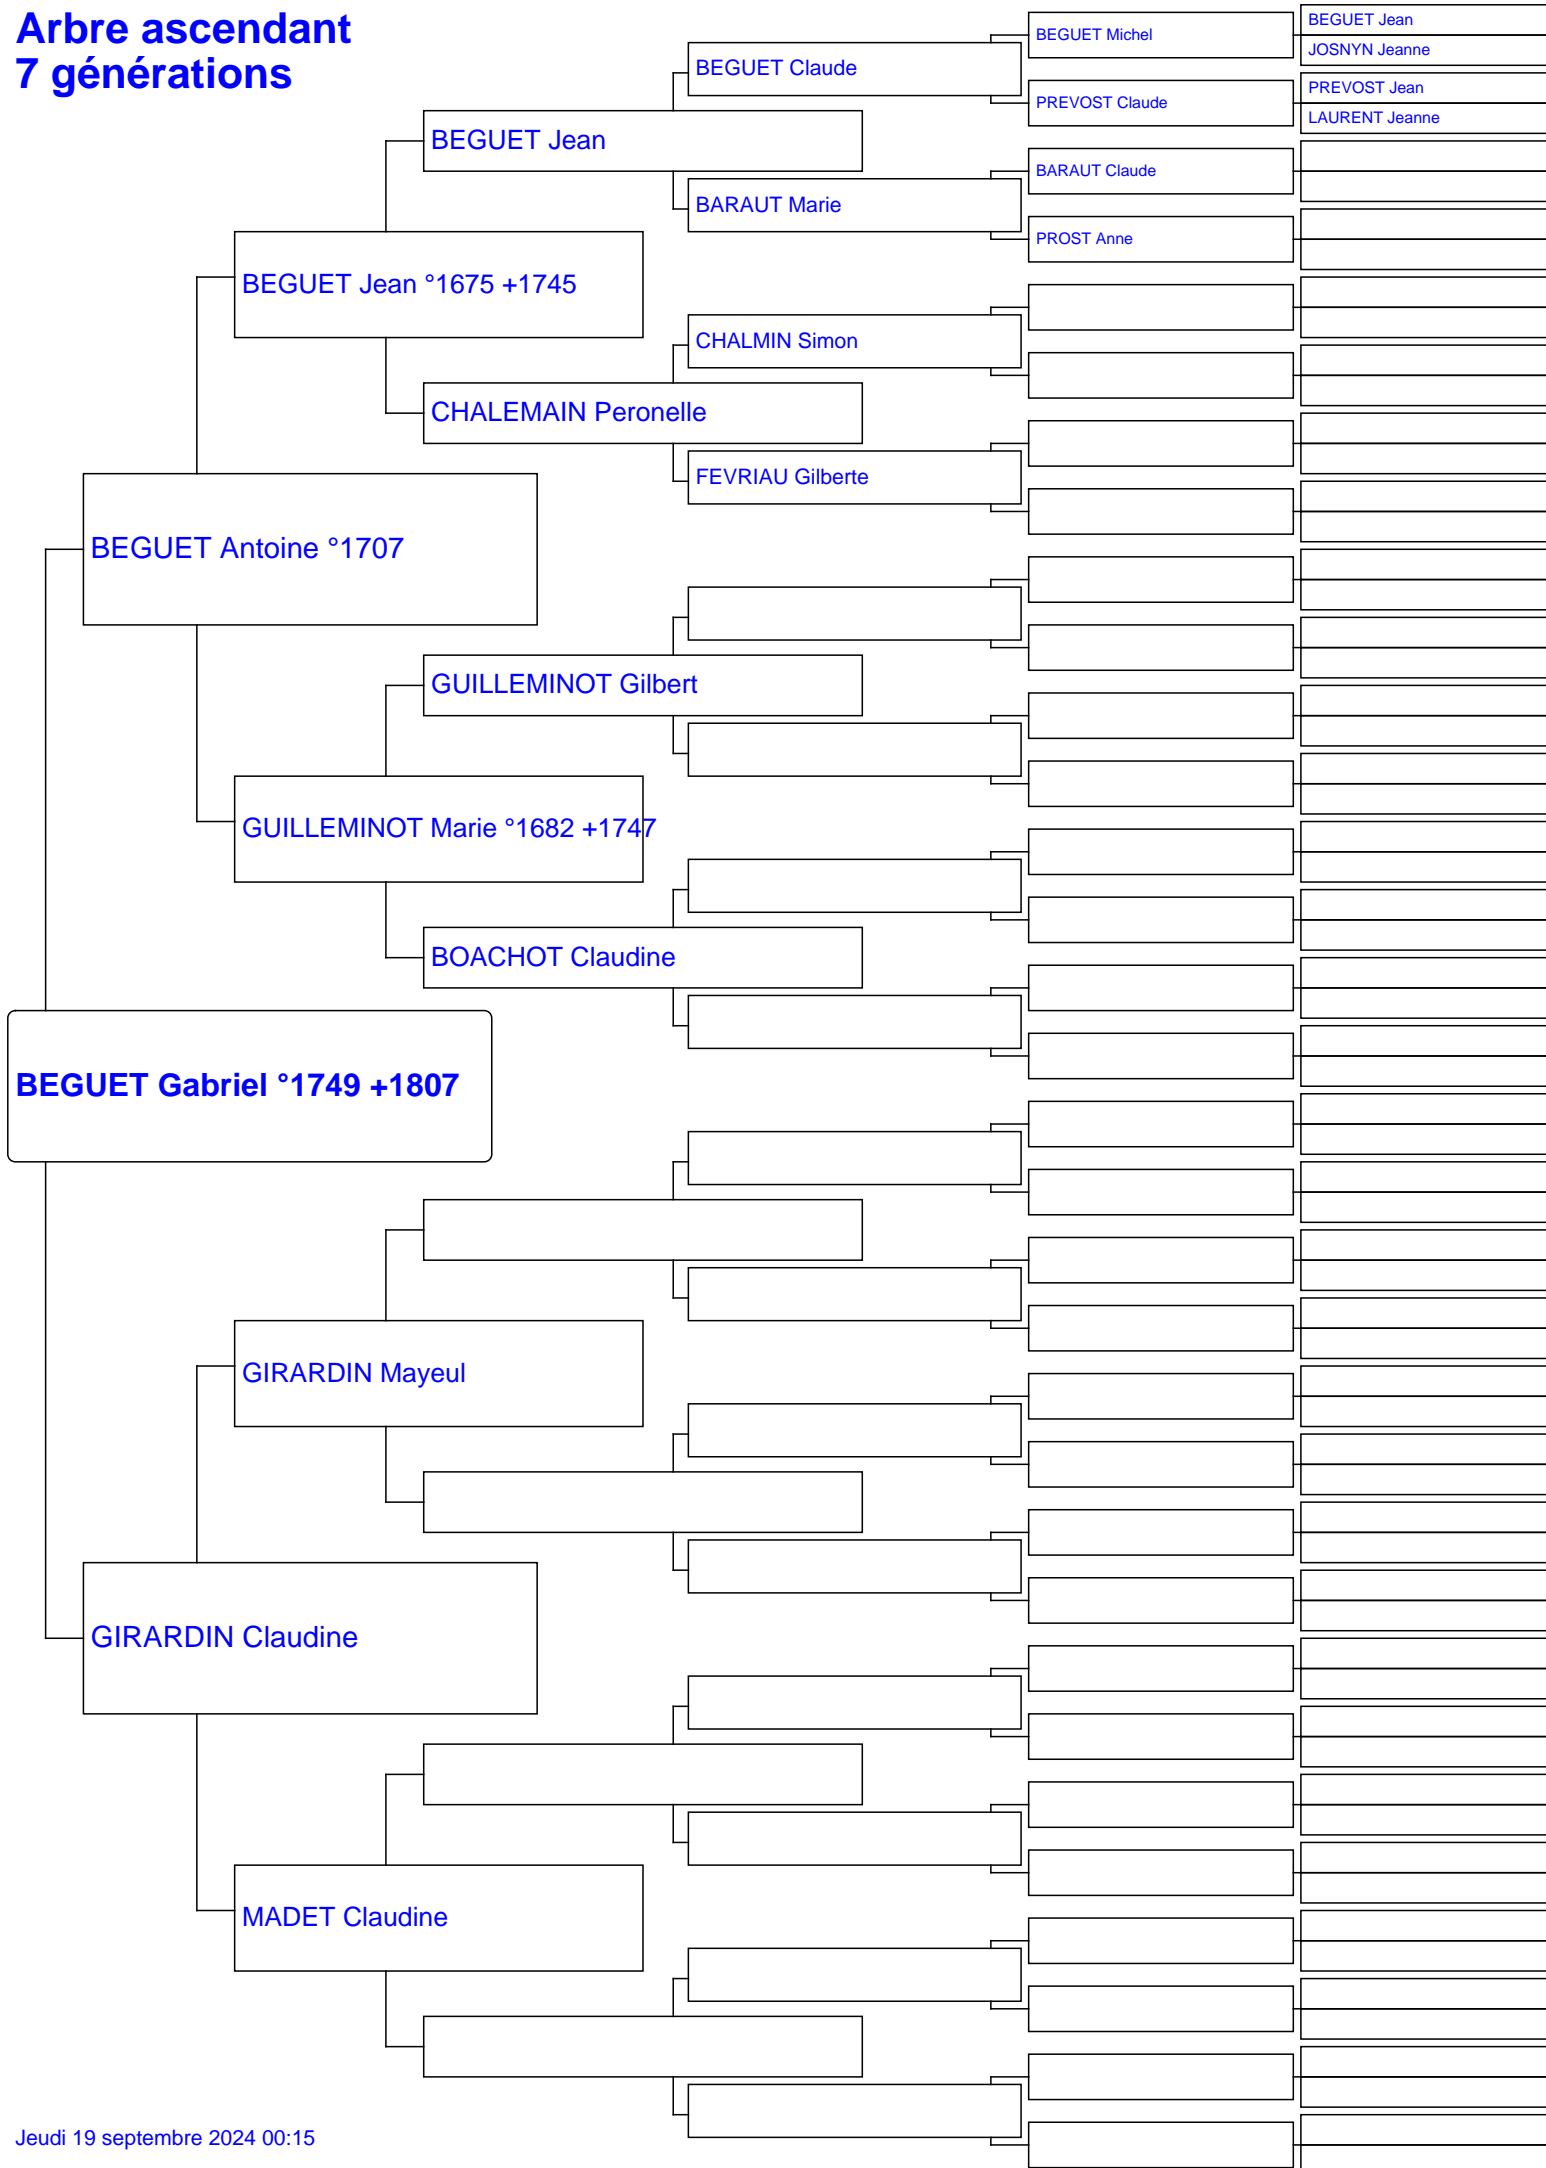 Arbre ascendant
7 générations
BEGUET Jean
JOSNYN Jeanne
BEGUET Michel
BEGUET Claude
PREVOST Jean
LAURENT Jeanne
PREVOST Claude
BEGUET Jean
BARAUT Claude
BARAUT Marie
PROST Anne
BEGUET Jean °1675 +1745
CHALMIN Simon
CHALEMAIN Peronelle
FEVRIAU Gilberte
BEGUET Antoine °1707
GUILLEMINOT Gilbert
GUILLEMINOT Marie °1682 +1747
BOACHOT Claudine
BEGUET Gabriel °1749 +1807
GIRARDIN Mayeul
GIRARDIN Claudine
MADET Claudine
Jeudi 19 septembre 2024 00:15